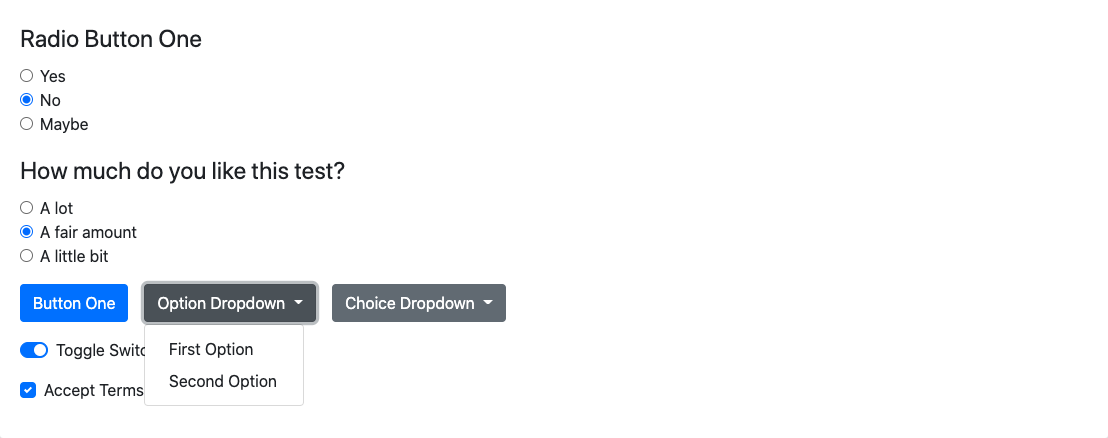 Radio Button One
Yes
No
Maybe
How much do you like this test?
A lot
A fair amount
A little bit
Button One Option Dropdown Choice Dropdown
Toggle Switc First Option
Second Option
Accept Terms